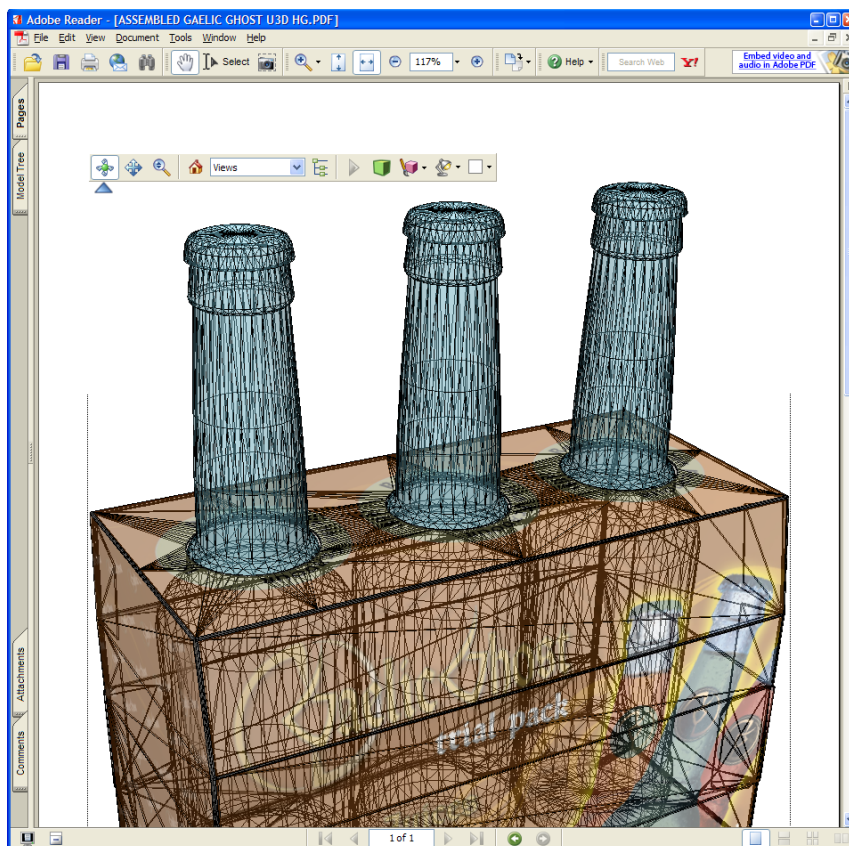 Adobe Reader - [ASSEMBLED GAELIC GHOST U3D HG.PDF]
File Edit View Document Tools Window Help
Select
117%
Help
Search Web
Y!
Embed video and
audio in Adobe PDF
Pages
Model Tree
Views
Gaelic Ghost
trial pack
Attachments
Comments
1 of 1